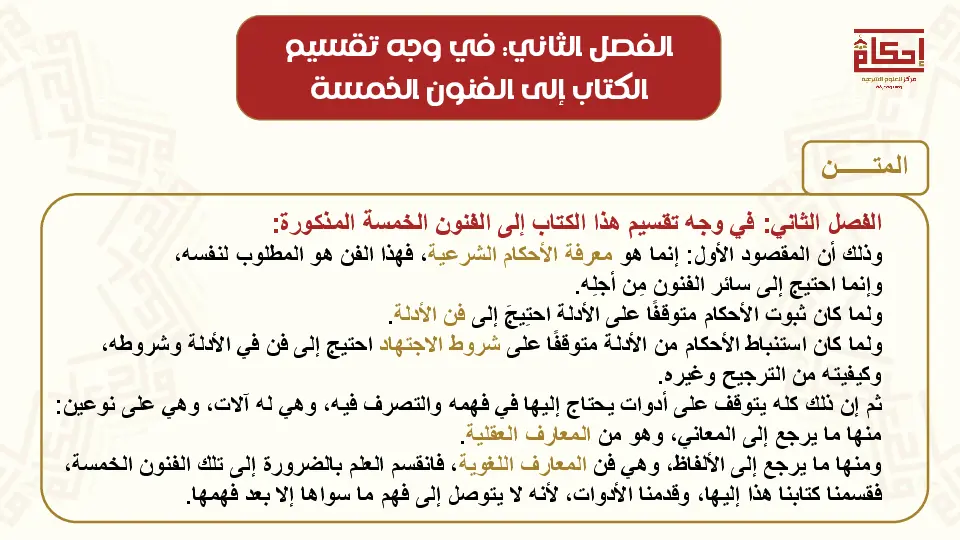 الفصل الثاني: في وجه تقسيم
الكتاب إلى الفنون الخمسة
إحكام
مركز للعلوم الشرعية
المتـــــــن
الفصل الثاني: في وجه تقسيم هذا الكتاب إلى الفنون الخمسة المذكورة:
وذلك أن المقصود الأول: إنما هو معرفة الأحكام الشرعية، فهذا الفن هو المطلوب لنفسه،
وإنما احتيج إلى سائر الفنون مِن أجلِه.
ولما كان ثبوت الأحكام متوقفًا على الأدلة احتِيجَ إلى فن الأدلة.
ولما كان استنباط الأحكام من الأدلة متوقفًا على شروط الاجتهاد احتيج إلى فن في الأدلة وشروطه،
وكيفيته من الترجيح وغيره.
ثم إن ذلك كله يتوقف على أدوات يحتاج إليها في فهمه والتصرف فيه، وهي له آلات، وهي على نوعين:
منها ما يرجع إلى المعاني، وهو من المعارف العقلية.
ومنها ما يرجع إلى الألفاظ، وهي فن المعارف اللغوية، فانقسم العلم بالضرورة إلى تلك الفنون الخمسة،
فقسمنا كتابنا هذا إليها، وقدمنا الأدوات، لأنه لا يتوصل إلى فهم ما سواها إلا بعد فهمها.